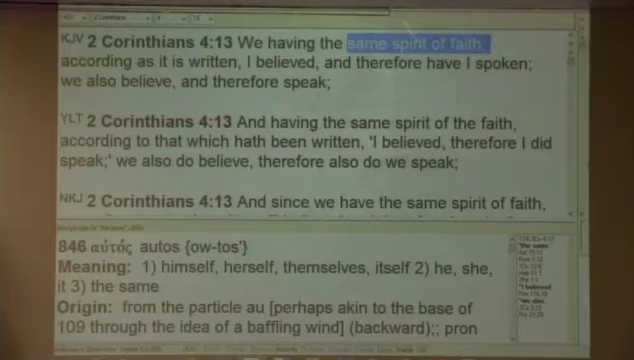 KJV 2 Corinthians 4:13 We having the same spirit of faith,
according as it is written, I believed, and therefore have I spoken;
we also believe, and therefore speak;
YLT 2 Corinthians 4:13 And having the same spirit of the faith,
according to that which hath been written, 'I believed, therefore I did
speak;' we also do believe, therefore also do we speak;
NKJ 2 Corinthians 4:13 And since we have the same spirit of faith,
846 αὐτός autos {ow-tos'}
Meaning: 1) himself, herself, themselves, itself 2) he, she,
it 3) the same
Origin: from the particle au [perhaps akin to the base of
109 through the idea of a baffling wind] (backward);; pron
"the same
"I believed
"we also